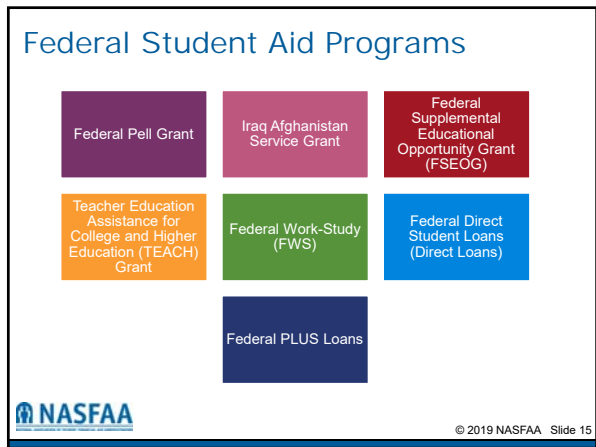 Federal Student Aid Programs
Federal Pell Grant
Iraq Afghanistan
Service Grant
Federal
Supplemental
Educational
Opportunity Grant
(FSEOG)
Teacher Education
Assistance for
College and Higher
Education (TEACH)
Grant
Federal Work-Study
(FWS)
Federal Direct
Student Loans
(Direct Loans)
Federal PLUS Loans
NASFAA
© 2019 NASFAA Slide 15